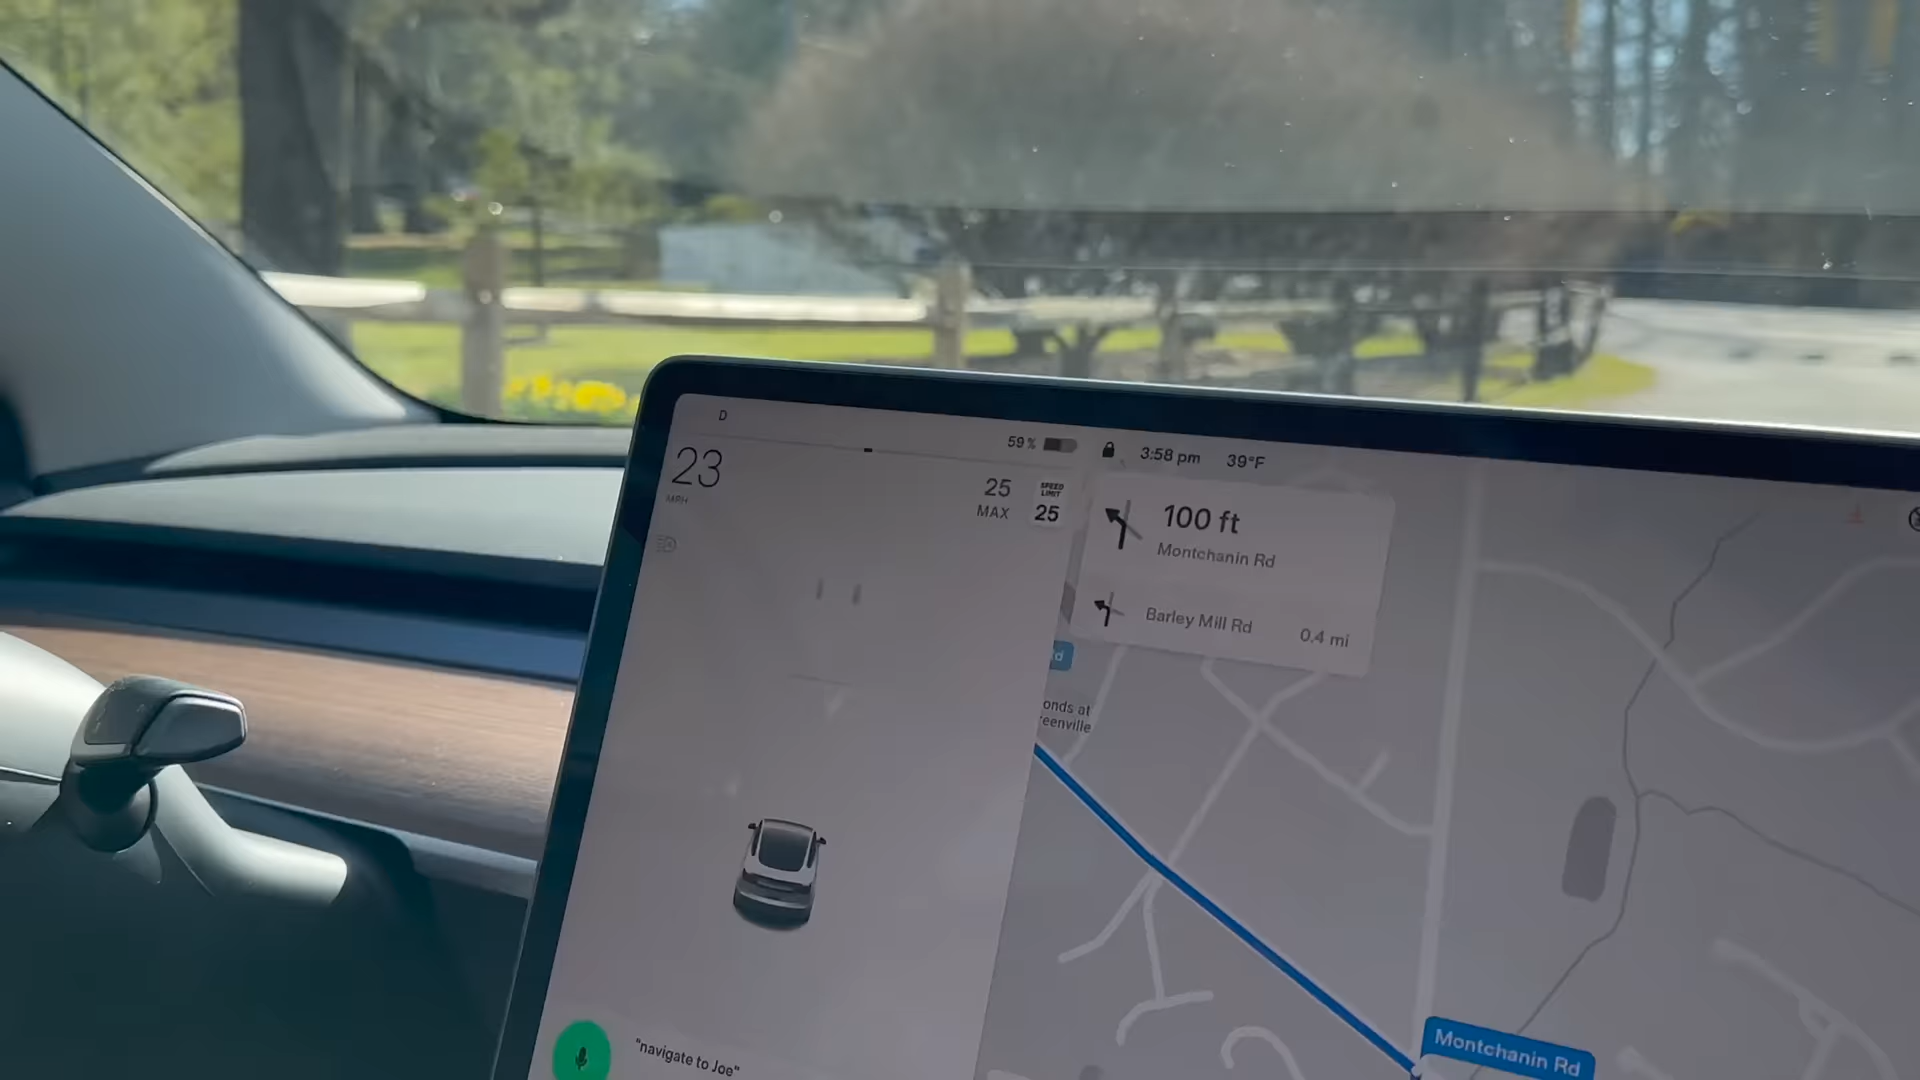 D
59%
3:58 pm
39°F
23
MPH
25
MAX
SPEED
LIMIT
25
100 ft
Montchanin Rd
Barley Mill Rd
0.4 mi
onds at
eenville
Montchanin Rd
"navigate to Joe"